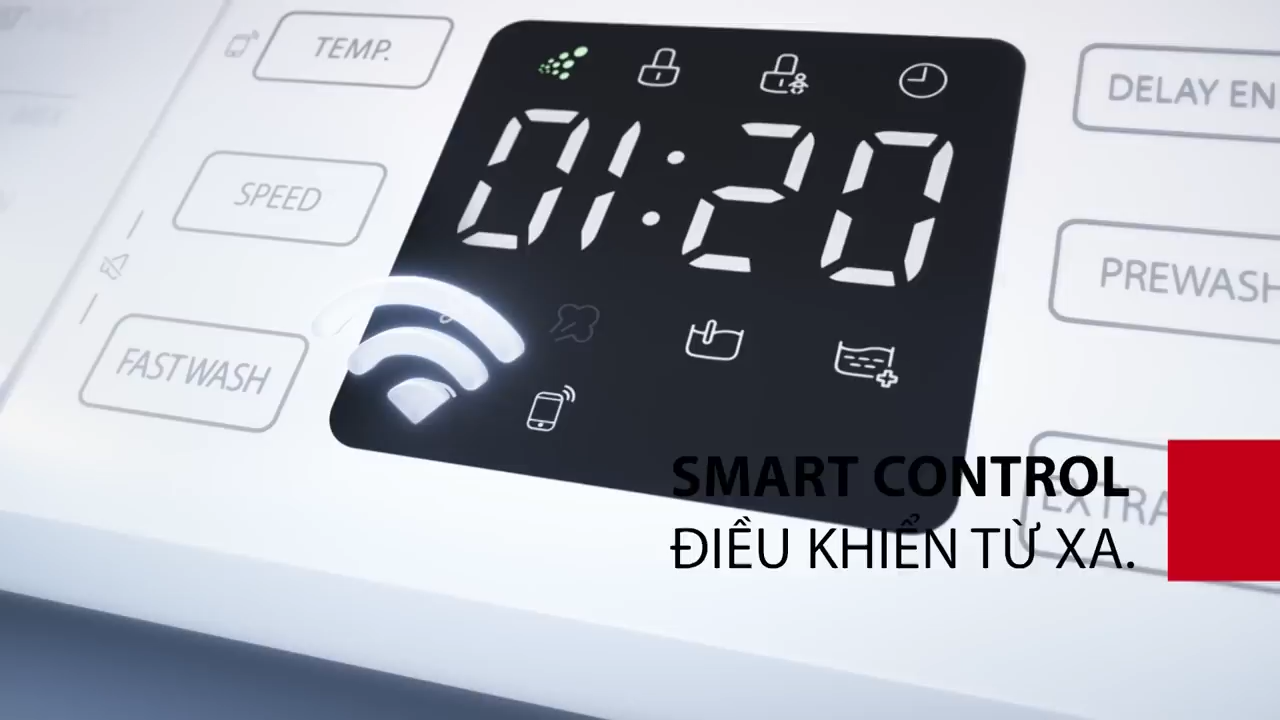 TEMP.
SPEED
FASTWASH
01:20
DELAY EN
PREWASH
EXTRA
SMART CONTROL
ĐIỀU KHIỂN TỪ XA.